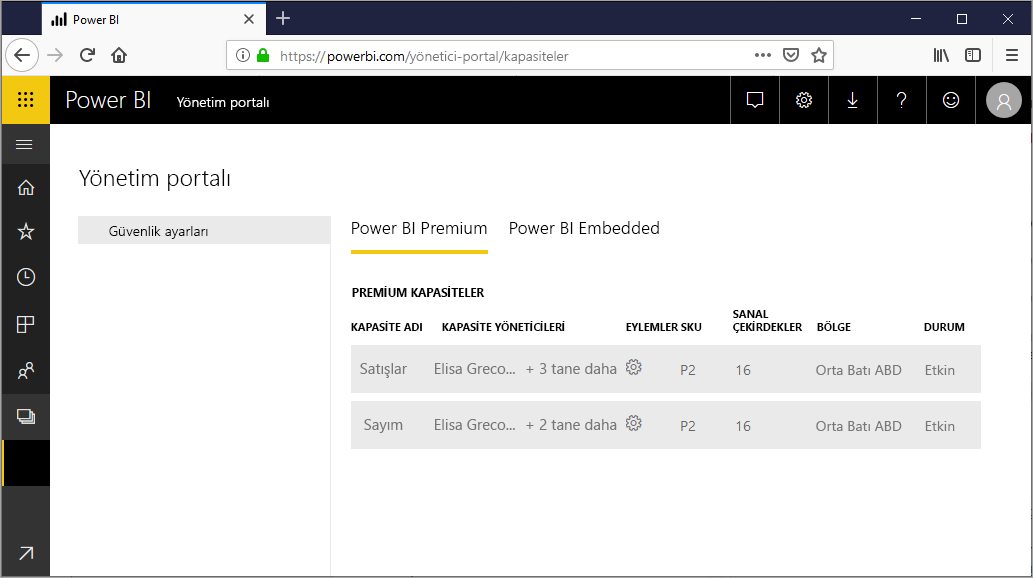 Power BI
https://powerbi.com/yönetici-portal/kapasiteler
Power BI Yönetim portalı
Yönetim portalı
Güvenlik ayarları
Power BI Premium Power BI Embedded
PREMİUM KAPASİTELER
KAPASİTE ADI KAPASİTE YÖNETİCİLERİ EYLEMLER SKU SANAL ÇEKİRDEKLER BÖLGE DURUM
Satışlar Elisa Greco... + 3 tane daha P2 16 Orta Batı ABD Etkin
Sayım Elisa Greco... + 2 tane daha P2 16 Orta Batı ABD Etkin